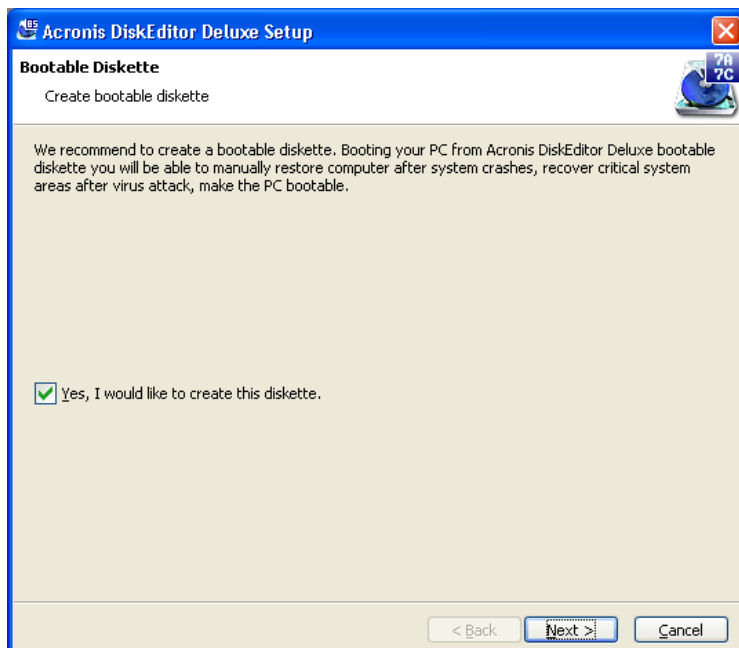 Acronis DiskEditor Deluxe Setup
Bootable Diskette
Create bootable diskette
7A
7C
We recommend to create a bootable diskette. Booting your PC from Acronis DiskEditor Deluxe bootable
diskette you will be able to manually restore computer after system crashes, recover critical system
areas after virus attack, make the PC bootable.
Yes, I would like to create this diskette.
< Back
Next >
Cancel